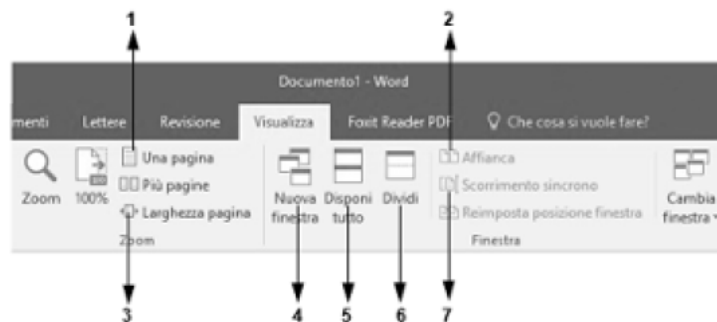 1 2
Documento1 - Word
menti Lettere Revisione Visualizza Foxit Reader PDF Che cosa si vuole fare?
Una pagina Affianca
Zoom 100% Più pagine Nuova finestra Disponi tutto Dividi Scorrimento sincrono Cambia finestra
Larghezza pagina Reimposta posizione finestra
Zoom Finestra
3 4 5 6 7